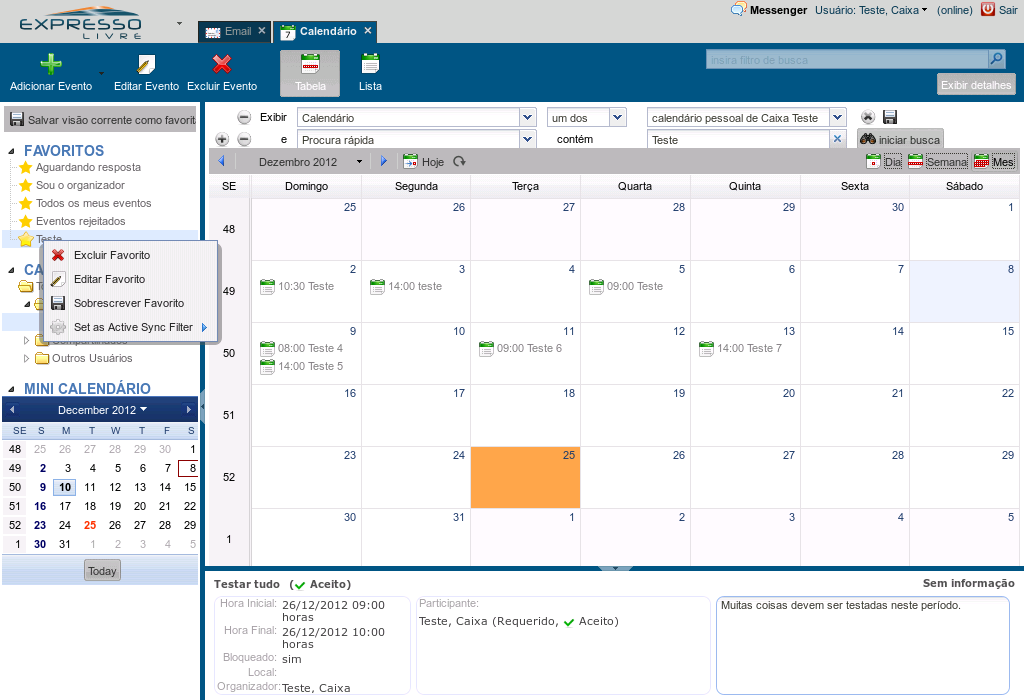 EXPRESSO
LIVRE
Email
Calendário
Messenger Usuário: Teste, Caixa (online) Sair
Adicionar Evento Editar Evento Excluir Evento Tabela Lista
insira filtro de busca
Exibir detalhes
Salvar visão corrente como favorit
FAVORITOS
Aguardando resposta
Sou o organizador
Todos os meus eventos
Eventos rejeitados
Teste
Excluir Favorito
Editar Favorito
Sobrescrever Favorito
Set as Active Sync Filter
CA
Outros Usuários
MINI CALENDÁRIO
December 2012
SE S M T W T F S
48 25 26 27 28 29 30 1
49 2 3 4 5 6 7 8
50 9 10 11 12 13 14 15
51 16 17 18 19 20 21 22
52 23 24 25 26 27 28 29
1 30 31 1 2 3 4 5
Today
Exibir Calendário um dos calendário pessoal de Caixa Teste
e Procura rápida contém Teste iniciar busca
Dezembro 2012 Hoje 7 Dia Semana Mes
SE Domingo Segunda Terça Quarta Quinta Sexta Sábado
48 25 26 27 28 29 30 1
49 2 3 4 5 6 7 8
10:30 Teste 14:00 teste 09:00 Teste
50 9 10 11 12 13 14 15
08:00 Teste 4 09:00 Teste 6 14:00 Teste 7
14:00 Teste 5
51 16 17 18 19 20 21 22
52 23 24 25 26 27 28 29
1 30 31 1 2 3 4 5
Testar tudo ( Aceito) Sem informação
Hora Inicial: 26/12/2012 09:00
horas
Hora Final: 26/12/2012 10:00
horas
Bloqueado: sim
Local:
Organizador: Teste, Caixa
Participante:
Teste, Caixa (Requerido, Aceito)
Muitas coisas devem ser testadas neste período.